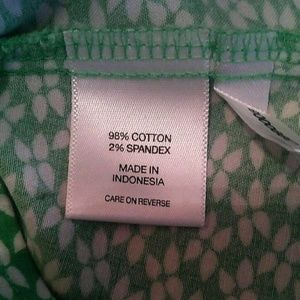 98% COTTON
2% SPANDEX
MADE IN
INDONESIA
CARE ON REVERSE